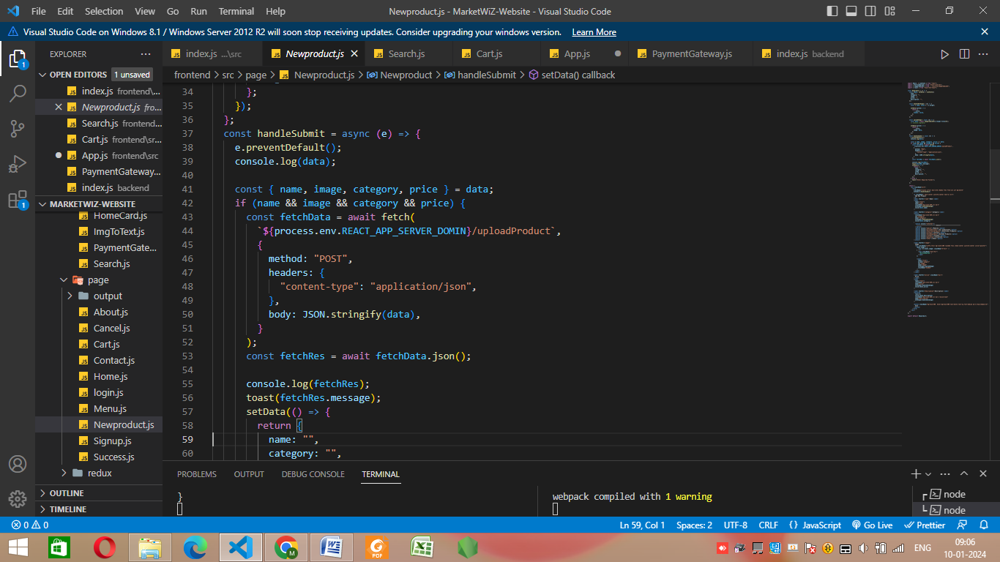 File Edit Selection View Go Run Terminal Help Newproduct.js - MarketWiZ-Website - Visual Studio Code
Visual Studio Code on Windows 8.1 / Windows Server 2012 R2 will soon stop receiving updates. Consider upgrading your windows version. Learn More
EXPLORER
OPEN EDITORS 1 unsaved
index.js frontend\...
Newproduct.js fro...
Search.js frontend...
Cart.js frontend\sr...
App.js frontend\src
PaymentGateway...
index.js backend
MARKETWIZ-WEBSITE
HomeCard.js
ImgToText.js
PaymentGate...
Search.js
page
output
About.js
Cancel.js
Cart.js
Contact.js
Home.js
login.js
Menu.js
Newproduct.js
Signup.js
Success.js
redux
OUTLINE
TIMELINE
1
1
index.js ...\src Newproduct.js Search.js Cart.js App.js PaymentGateway.js index.js backend
frontend > src > page > Newproduct.js > Newproduct > handleSubmit > setData() callback
34 };
35 });
36 };
37 const handleSubmit = async (e) => {
38 e.preventDefault();
39 console.log(data);
40
41 const { name, image, category, price } = data;
42 if (name && image && category && price) {
43 const fetchData = await fetch(
44 `${process.env.REACT_APP_SERVER_DOMIN}/uploadProduct`,
45 {
46 method: "POST",
47 headers: {
48 "content-type": "application/json",
49 },
50 body: JSON.stringify(data),
51 }
52 );
53 const fetchRes = await fetchData.json();
54
55 console.log(fetchRes);
56 toast(fetchRes.message);
57 setData(() => {
58 return {
59 name: "",
60 category: "",
PROBLEMS OUTPUT DEBUG CONSOLE TERMINAL
}
webpack compiled with 1 warning
node
node
0 0 Ln 59, Col 1 Spaces: 2 UTF-8 CRLF {} JavaScript Go Live Prettier
ENG 09:06
10-01-2024